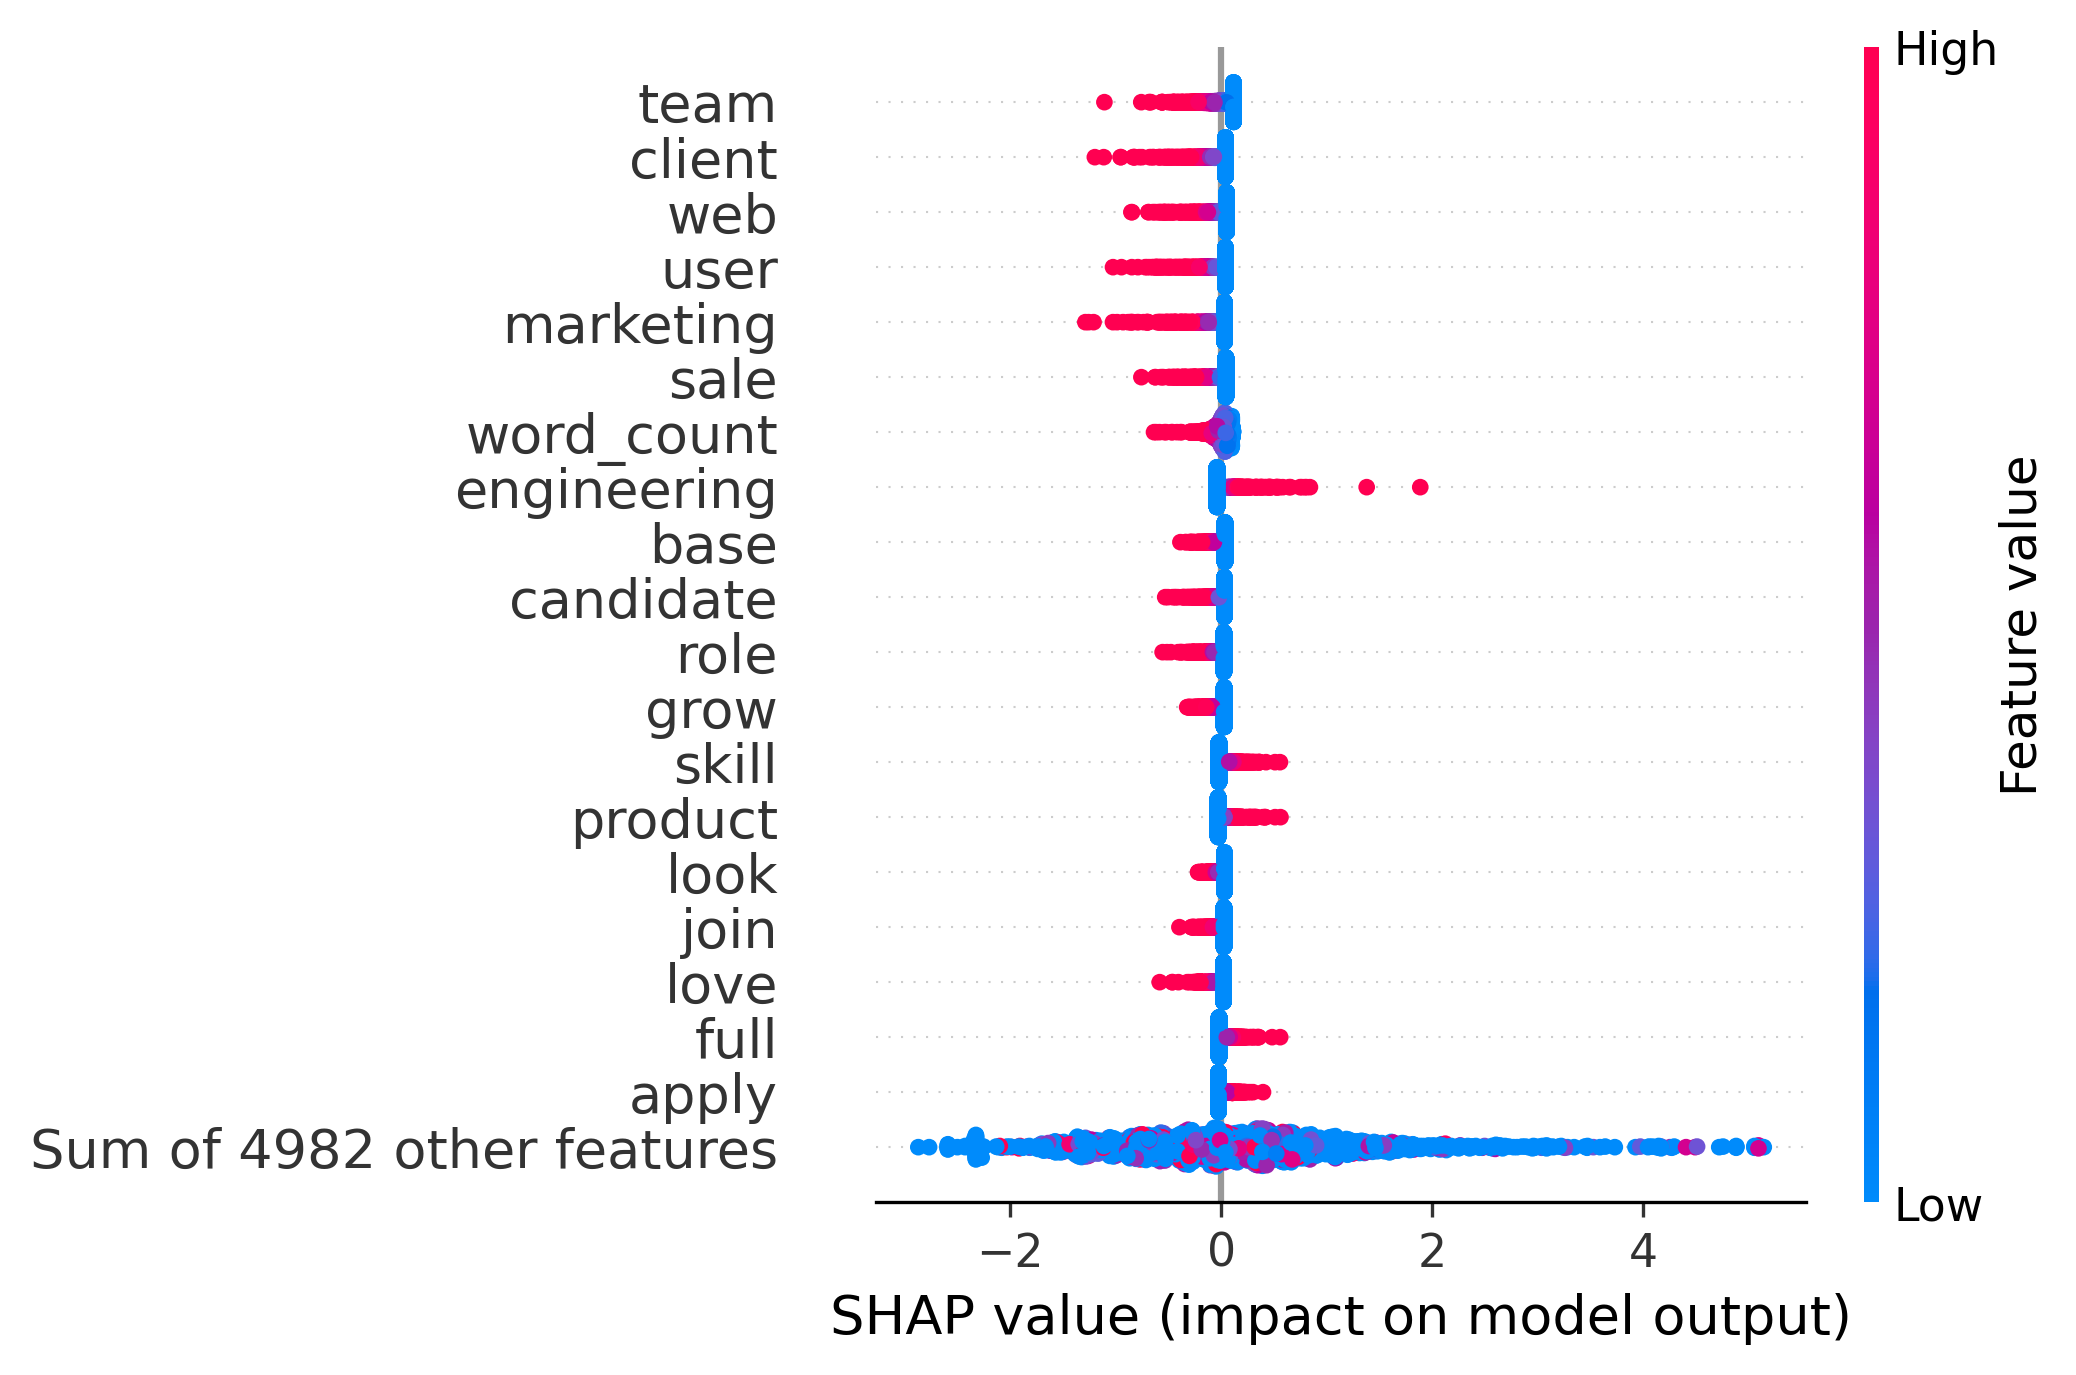 High
team
client
web
user
marketing
sale
word_count
engineering
base
candidate
role
grow
skill
product
look
join
love
full
apply
Sum of 4982 other features
Feature value
Low
−2 0 2 4
SHAP value (impact on model output)